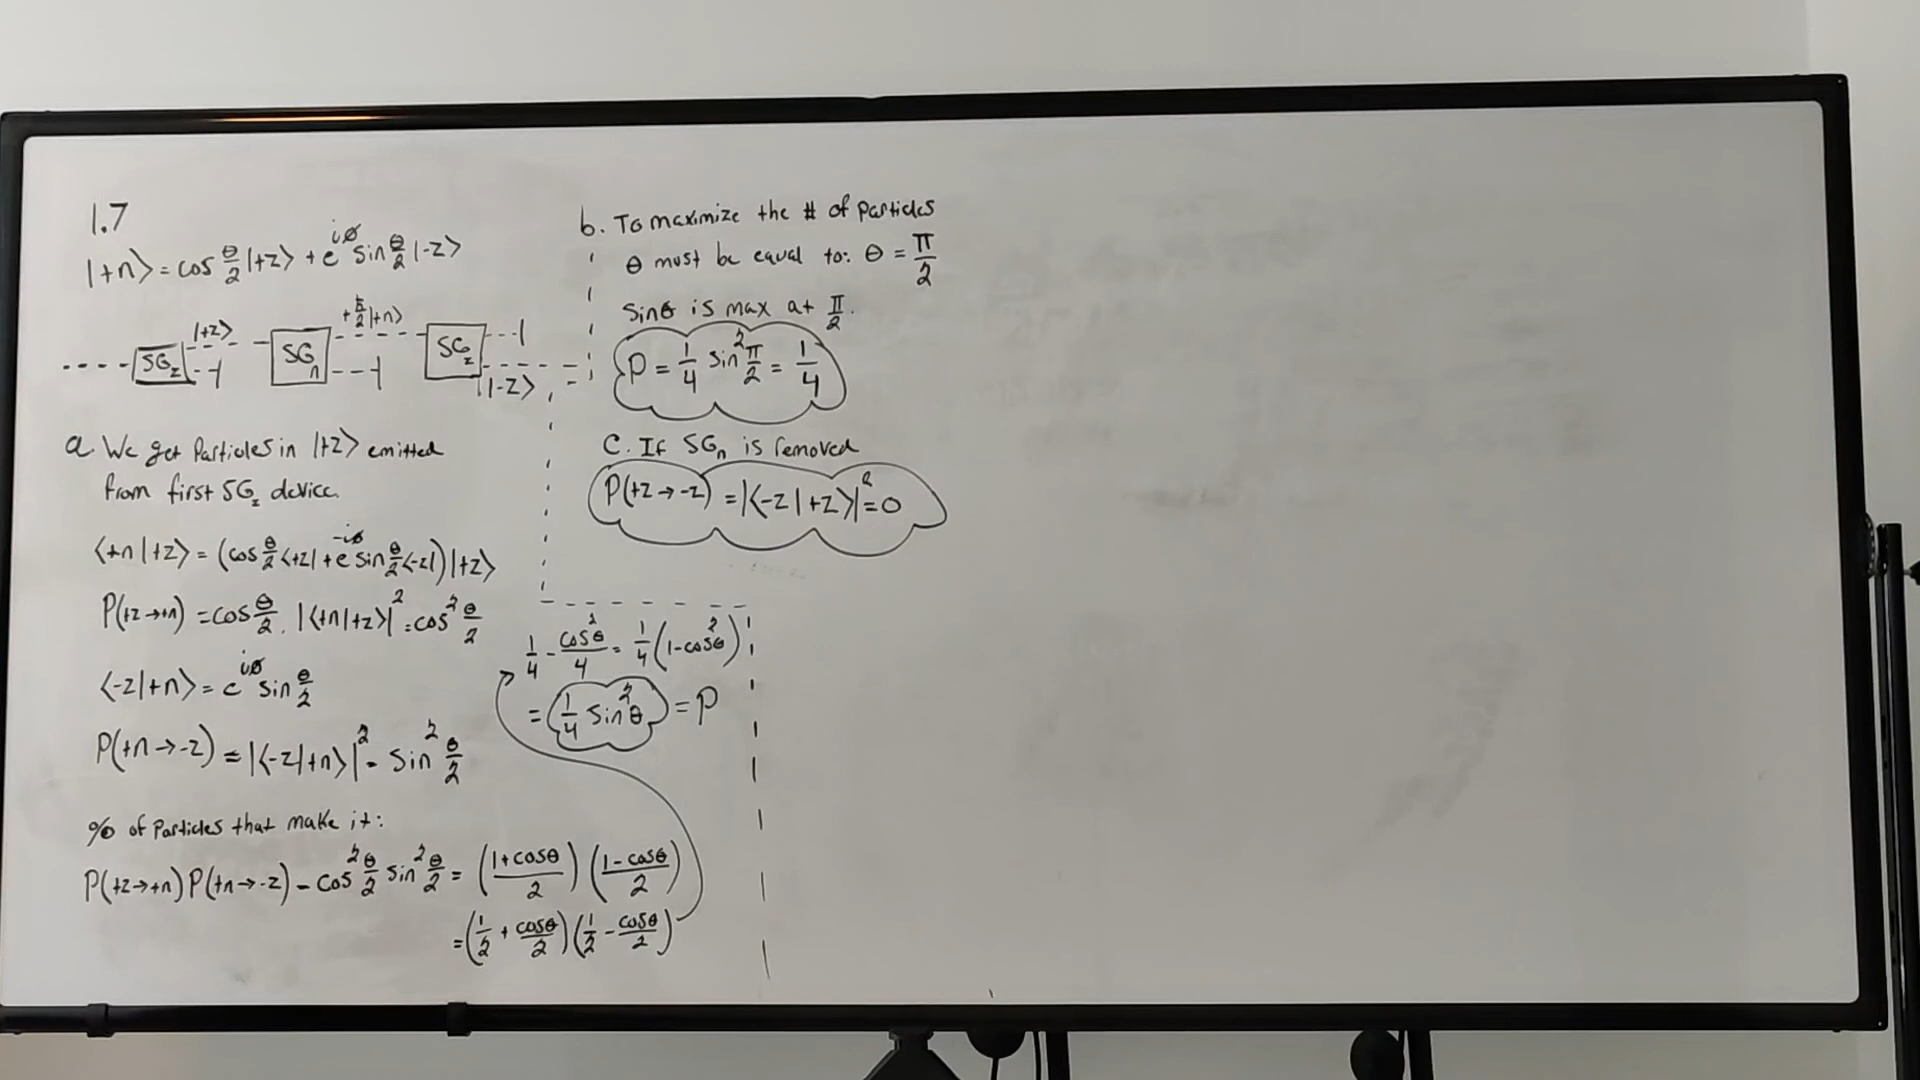 1.7
|+n⟩ = cos θ/2 |+z⟩ + e^{iø} sin θ/2 |-z⟩
SG_z |+z⟩ SG_n +ħ/2 |+n⟩ SG_z |-z⟩
a. We get Particles in |+z⟩ emitted
from first SG_z device.
⟨+n|+z⟩ = (cos θ/2 ⟨+z| + e^{-iø} sin θ/2 ⟨-z|) |+z⟩
P(+z→+n) = cos θ/2 . |⟨+n|+z⟩|² = cos² θ/2
⟨-z|+n⟩ = e^{iø} sin θ/2
P(+n→-z) = |⟨-z|+n⟩|² = sin² θ/2
% of Particles that make it:
P(+z→+n) P(+n→-z) = cos² θ/2 sin² θ/2 = ((1+cosθ)/2) ((1-cosθ)/2)
= (1/2 + cosθ/2) (1/2 - cosθ/2)
1/4 - cos²θ/4 = 1/4 (1-cos²θ)
= 1/4 sin²θ = P
b. To maximize the # of particles
θ must be equal to: θ = π/2
Sinθ is max at π/2.
P = 1/4 sin² π/2 = 1/4
C. If SG_n is removed
P(+z→-z) = |⟨-z|+z⟩|² = 0